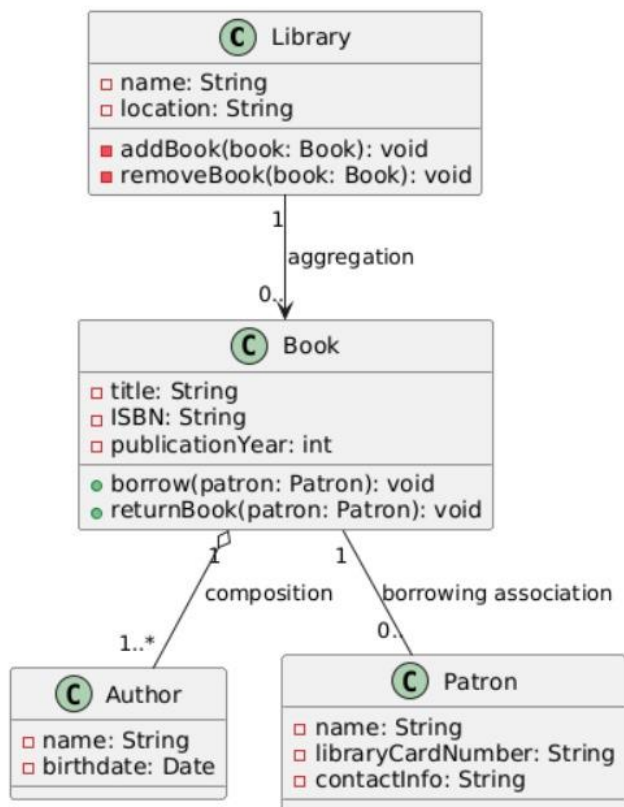 C Library
name: String
location: String
addBook(book: Book): void
removeBook(book: Book): void
1
aggregation
0..
C Book
title: String
ISBN: String
publicationYear: int
borrow(patron: Patron): void
returnBook(patron: Patron): void
1
1
composition
borrowing association
1..*
0..
C Author
name: String
birthdate: Date
C Patron
name: String
libraryCardNumber: String
contactInfo: String